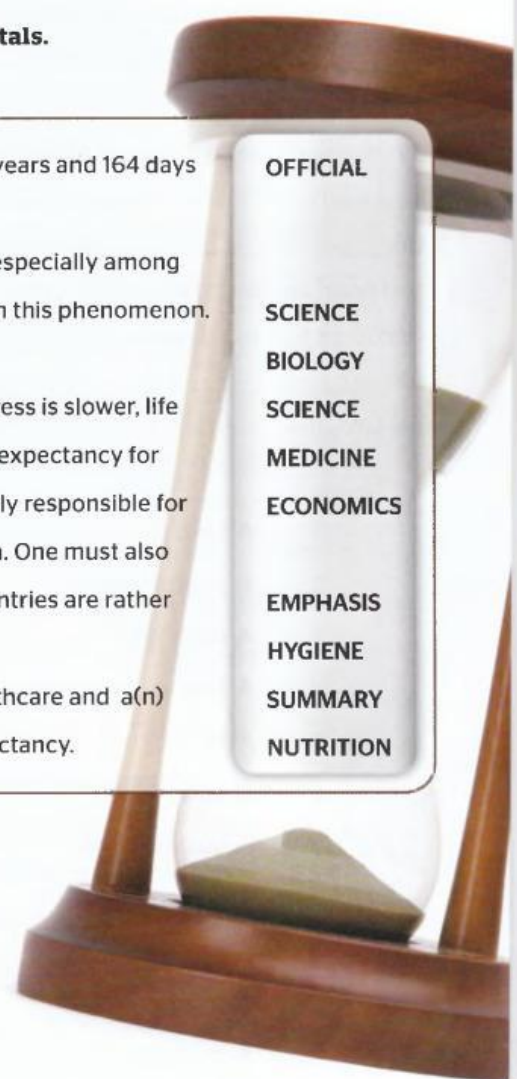 tals.
years and 164 days OFFICIAL
especially among
n this phenomenon. SCIENCE
BIOLOGY
ress is slower, life SCIENCE
expectancy for MEDICINE
ly responsible for ECONOMICS
n. One must also
ntries are rather EMPHASIS
HYGIENE
thcare and a(n) SUMMARY
ctancy. NUTRITION